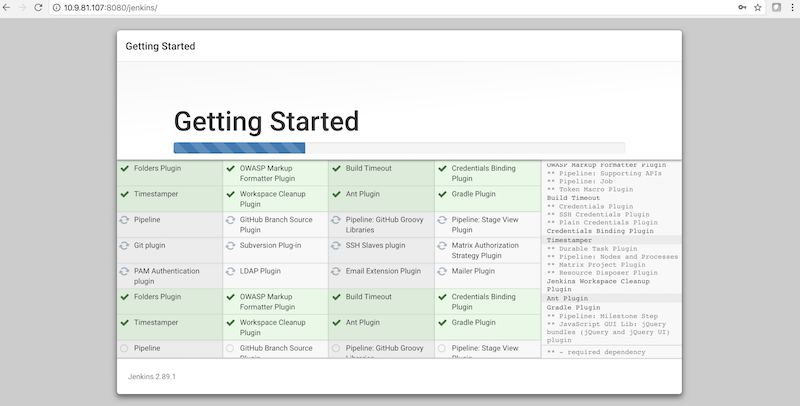 10.9.81.107:8080/jenkins/
Getting Started
Getting Started
Folders Plugin
OWASP Markup
Formatter Plugin
Build Timeout
Credentials Binding
Plugin
Timestamper
Workspace Cleanup
Plugin
Ant Plugin
Gradle Plugin
Pipeline
GitHub Branch Source
Plugin
Pipeline: GitHub Groovy
Libraries
Pipeline: Stage View
Plugin
Git plugin
Subversion Plug-in
SSH Slaves plugin
Matrix Authorization
Strategy Plugin
PAM Authentication
plugin
LDAP Plugin
Email Extension Plugin
Mailer Plugin
Folders Plugin
OWASP Markup
Formatter Plugin
Build Timeout
Credentials Binding
Plugin
Timestamper
Workspace Cleanup
Plugin
Ant Plugin
Gradle Plugin
Pipeline
GitHub Branch Source
Plugin
Pipeline: GitHub Groovy
Libraries
Pipeline: Stage View
Plugin
OWASP Markup Formatter Plugin
** Pipeline: Supporting APIs
** Pipeline: Job
** Token Macro Plugin
Build Timeout
** Credentials Plugin
** SSH Credentials Plugin
** Plain Credentials Plugin
Credentials Binding Plugin
Timestamper
** Durable Task Plugin
** Pipeline: Nodes and Processes
** Matrix Project Plugin
** Resource Disposer Plugin
Jenkins Workspace Cleanup
Plugin
Ant Plugin
Gradle Plugin
** Pipeline: Milestone Step
** JavaScript GUI Lib: jQuery
bundles (jQuery and jQuery UI)
plugin
** - required dependency
Jenkins 2.89.1